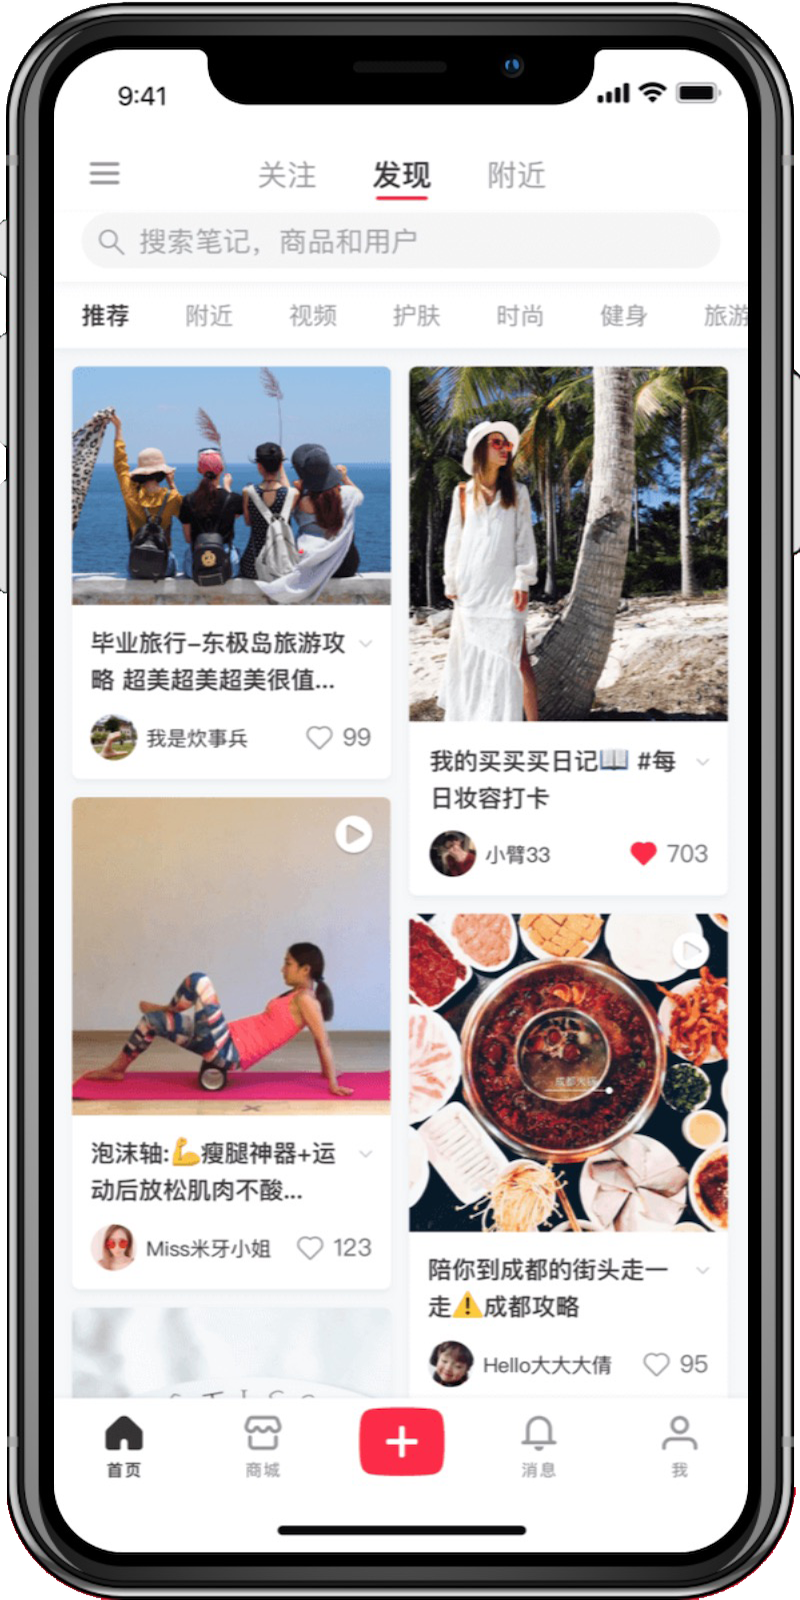 9:41
关注 发现 附近
搜索笔记，商品和用户
推荐 附近 视频 护肤 时尚 健身 旅游
毕业旅行-东极岛旅游攻
略 超美超美超美很值...
我是炊事兵 99
我的买买买日记📖 #每
日妆容打卡
小臂33 703
泡沫轴:💪瘦腿神器+运
动后放松肌肉不酸...
Miss米牙小姐 123
成都火锅
陪你到成都的街头走一
走⚠️成都攻略
Hello大大大倩 95
首页 商城 消息 我